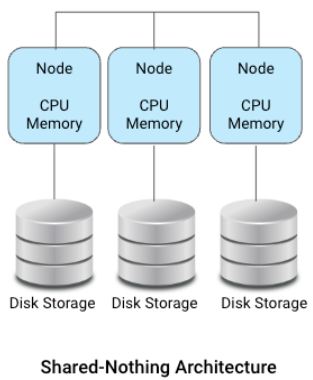 Node Node Node
CPU CPU CPU
Memory Memory Memory
Disk Storage Disk Storage Disk Storage
Shared-Nothing Architecture